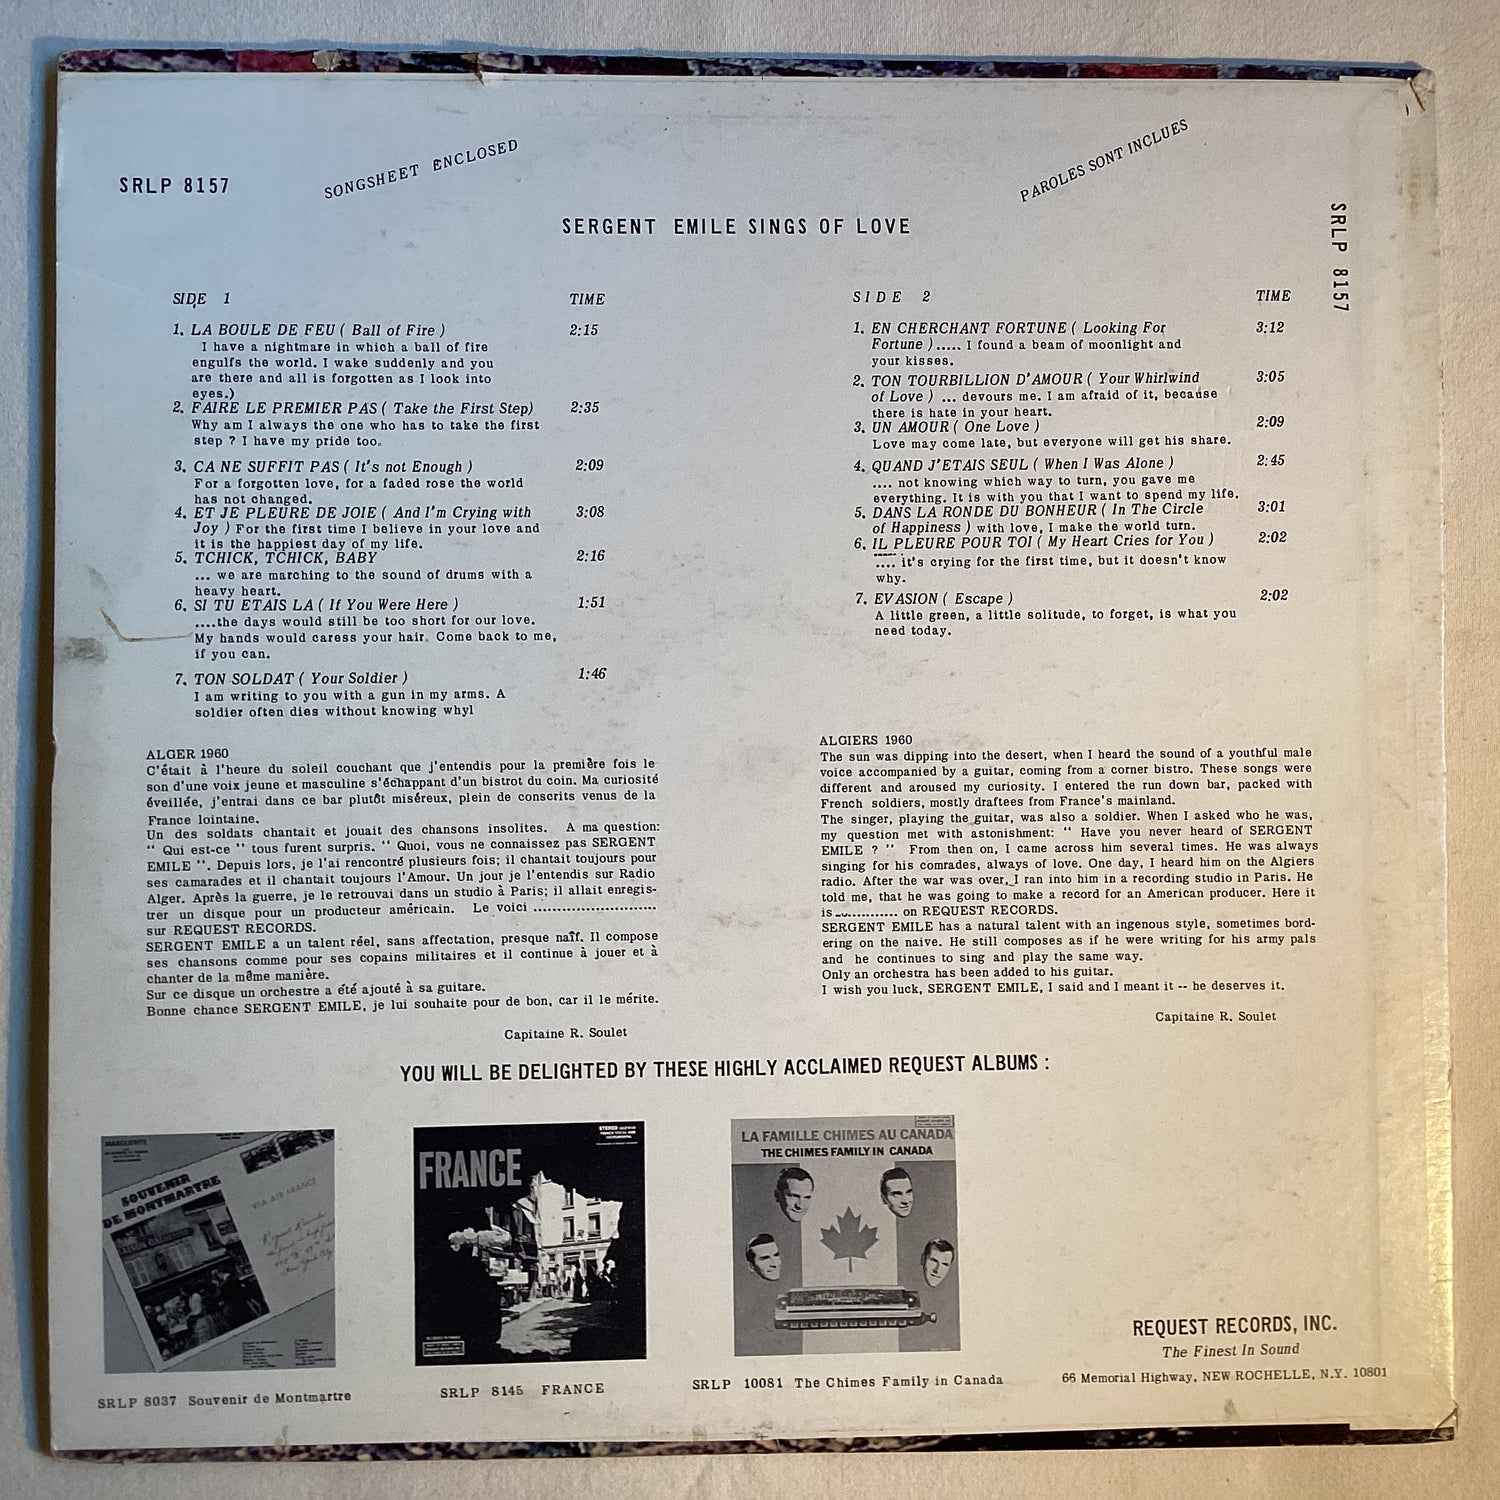 SRLP 8157
SONGSHEET ENCLOSED
PAROLES SONT INCLUES
SRLP 8157
SERGENT EMILE SINGS OF LOVE
SIDE 1 TIME
1. LA BOULE DE FEU ( Ball of Fire ) 2:15
I have a nightmare in which a ball of fire
engulfs the world. I wake suddenly and you
are there and all is forgotten as I look into
eyes.)
2. FAIRE LE PREMIER PAS ( Take the First Step) 2:35
Why am I always the one who has to take the first
step ? I have my pride too.
3. CA NE SUFFIT PAS ( It's not Enough ) 2:09
For a forgotten love, for a faded rose the world
has not changed.
4. ET JE PLEURE DE JOIE ( And I'm Crying with 3:08
Joy ) For the first time I believe in your love and
it is the happiest day of my life.
5. TCHICK, TCHICK, BABY 2:16
... we are marching to the sound of drums with a
heavy heart.
6. SI TU ETAIS LA ( If You Were Here ) 1:51
....the days would still be too short for our love.
My hands would caress your hair. Come back to me,
if you can.
7. TON SOLDAT ( Your Soldier ) 1:46
I am writing to you with a gun in my arms. A
soldier often dies without knowing whyl
SIDE 2 TIME
1. EN CHERCHANT FORTUNE ( Looking For 3:12
Fortune ) ..... I found a beam of moonlight and
your kisses.
2. TON TOURBILLION D'AMOUR ( Your Whirlwind 3:05
of Love ) ... devours me. I am afraid of it, because
there is hate in your heart.
3. UN AMOUR ( One Love ) 2:09
Love may come late, but everyone will get his share.
4. QUAND J'ETAIS SEUL ( When I Was Alone ) 2:45
.... not knowing which way to turn, you gave me
everything. It is with you that I want to spend my life.
5. DANS LA RONDE DU BONHEUR ( In The Circle 3:01
of Happiness ) with love, I make the world turn.
6. IL PLEURE POUR TOI ( My Heart Cries for You ) 2:02
.... it's crying for the first time, but it doesn't know
why.
7. EVASION ( Escape ) 2:02
A little green, a little solitude, to forget, is what you
need today.
ALGER 1960
C'était à l'heure du soleil couchant que j'entendis pour la première fois le
son d'une voix jeune et masculine s'échappant d'un bistrot du coin. Ma curiosité
éveillée, j'entrai dans ce bar plutôt miséreux, plein de conscrits venus de la
France lointaine.
Un des soldats chantait et jouait des chansons insolites. A ma question:
" Qui est-ce " tous furent surpris. " Quoi, vous ne connaissez pas SERGENT
EMILE ". Depuis lors, je l'ai rencontré plusieurs fois; il chantait toujours pour
ses camarades et il chantait toujours l'Amour. Un jour je l'entendis sur Radio
Alger. Après la guerre, je le retrouvai dans un studio à Paris; il allait enregis-
trer un disque pour un producteur américain. Le voici .........................
sur REQUEST RECORDS.
SERGENT EMILE a un talent réel, sans affectation, presque naîf. Il compose
ses chansons comme pour ses copains militaires et il continue à jouer et à
chanter de la même manière.
Sur ce disque un orchestre a été ajouté à sa guitare.
Bonne chance SERGENT EMILE, je lui souhaite pour de bon, car il le mérite.
Capitaine R. Soulet
ALGIERS 1960
The sun was dipping into the desert, when I heard the sound of a youthful male
voice accompanied by a guitar, coming from a corner bistro. These songs were
different and aroused my curiosity. I entered the run down bar, packed with
French soldiers, mostly draftees from France's mainland.
The singer, playing the guitar, was also a soldier. When I asked who he was,
my question met with astonishment: " Have you never heard of SERGENT
EMILE ? " From then on, I came across him several times. He was always
singing for his comrades, always of love. One day, I heard him on the Algiers
radio. After the war was over, I ran into him in a recording studio in Paris. He
told me, that he was going to make a record for an American producer. Here it
is .............. on REQUEST RECORDS.
SERGENT EMILE has a natural talent with an ingenous style, sometimes bord-
ering on the naive. He still composes as if he were writing for his army pals
and he continues to sing and play the same way.
Only an orchestra has been added to his guitar.
I wish you luck, SERGENT EMILE, I said and I meant it -- he deserves it.
Capitaine R. Soulet
YOU WILL BE DELIGHTED BY THESE HIGHLY ACCLAIMED REQUEST ALBUMS :
MARGUERITE
SOUVENIR
DE MONTMARTRE
VIA AIR FRANCE
SRLP 8037 Souvenir de Montmartre
STEREO
FRANCE
SRLP 8145 FRANCE
LA FAMILLE CHIMES AU CANADA
THE CHIMES FAMILY IN CANADA
SRLP 10081 The Chimes Family in Canada
REQUEST RECORDS, INC.
The Finest In Sound
66 Memorial Highway, NEW ROCHELLE, N.Y. 10801